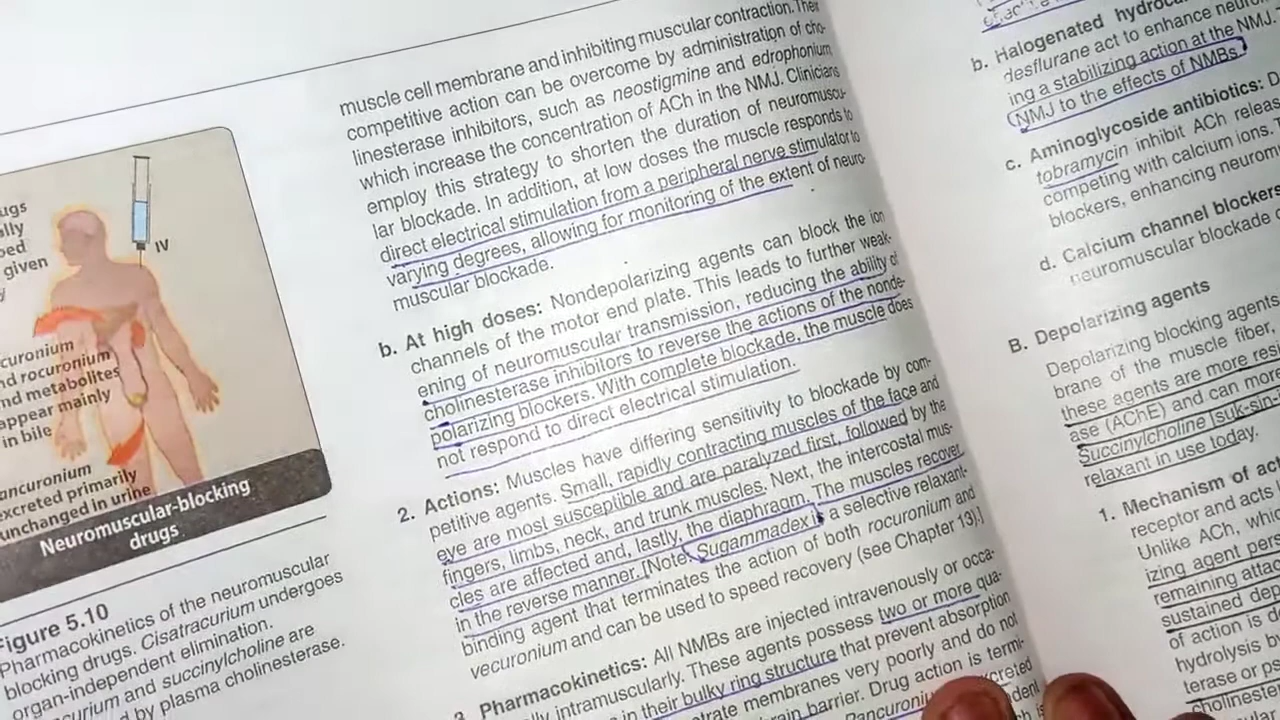 ugs
ally
bed
given
IV
curonium
nd rocuronium
nd metabolites
appear mainly
in bile
ancuronium
excreted primarily
unchanged in urine
Neuromuscular-blocking
drugs
Figure 5.10
Pharmacokinetics of the neuromuscular
blocking drugs. Cisatracurium undergoes
organ-independent elimination.
curium and succinylcholine are
d by plasma cholinesterase.
muscle cell membrane and inhibiting muscular contraction. Their
competitive action can be overcome by administration of cho-
linesterase inhibitors, such as neostigmine and edrophonium,
which increase the concentration of ACh in the NMJ. Clinicians
employ this strategy to shorten the duration of neuromuscu-
lar blockade. In addition, at low doses the muscle responds to
direct electrical stimulation from a peripheral nerve stimulator to
varying degrees, allowing for monitoring of the extent of neuro-
muscular blockade.
b. At high doses: Nondepolarizing agents can block the ion
channels of the motor end plate. This leads to further weak-
ening of neuromuscular transmission, reducing the ability of
cholinesterase inhibitors to reverse the actions of the nonde-
polarizing blockers. With complete blockade, the muscle does
not respond to direct electrical stimulation.
2. Actions: Muscles have differing sensitivity to blockade by com-
petitive agents. Small, rapidly contracting muscles of the face and
eye are most susceptible and are paralyzed first, followed by the
fingers, limbs, neck, and trunk muscles. Next, the intercostal mus-
cles are affected and, lastly, the diaphragm. The muscles recover
in the reverse manner. [Note: Sugammadex is a selective relaxant-
binding agent that terminates the action of both rocuronium and
vecuronium and can be used to speed recovery (see Chapter 13).]
3. Pharmacokinetics: All NMBs are injected intravenously or occa-
lly intramuscularly. These agents possess two or more qua-
in their bulky ring structure that prevent absorption
trate membranes very poorly and do not
brain barrier. Drug action is termi-
Pancuroniu excreted
b. Halogenated hydroca
desflurane act to enhance neuro
ing a stabilizing action at the NMJ.
NMJ to the effects of NMBs.
c. Aminoglycoside antibiotics: D
tobramycin inhibit ACh releas
competing with calcium ions. T
blockers, enhancing neurom
d. Calcium channel blockers
neuromuscular blockade o
B. Depolarizing agents
Depolarizing blocking agents
brane of the muscle fiber,
these agents are more resi
ase (AChE) and can more
Succinylcholine [suk-sin-
relaxant in use today.
1. Mechanism of act
receptor and acts
Unlike ACh, whic
izing agent pers
remaining attac
sustained dep
of action is d
hydrolysis b
terase or ps
cholineste